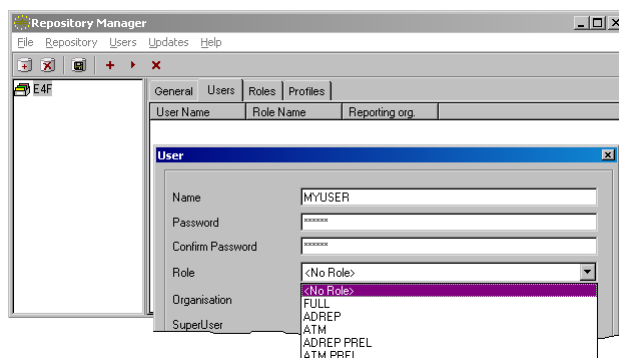 Repository Manager
File Repository Users Updates Help
E4F
General Users Roles Profiles
User Name Role Name Reporting org.
User
Name MYUSER
Password ××××××
Confirm Password ××××××
Role <No Role>
<No Role>
Organisation
FULL
ADREP
SuperUser
ATM
ADREP PREL
ATM PREL